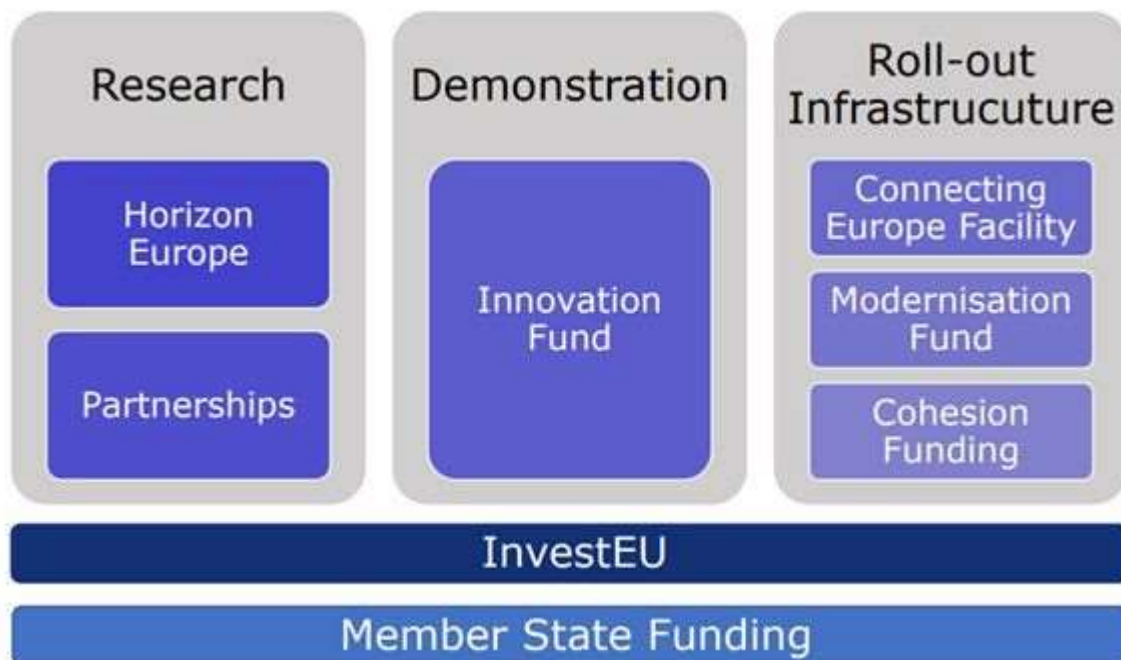 Research
Horizon
Europe
Partnerships
Demonstration
Innovation
Fund
Roll-out
Infrastrucuture
Connecting
Europe Facility
Modernisation
Fund
Cohesion
Funding
InvestEU
Member State Funding